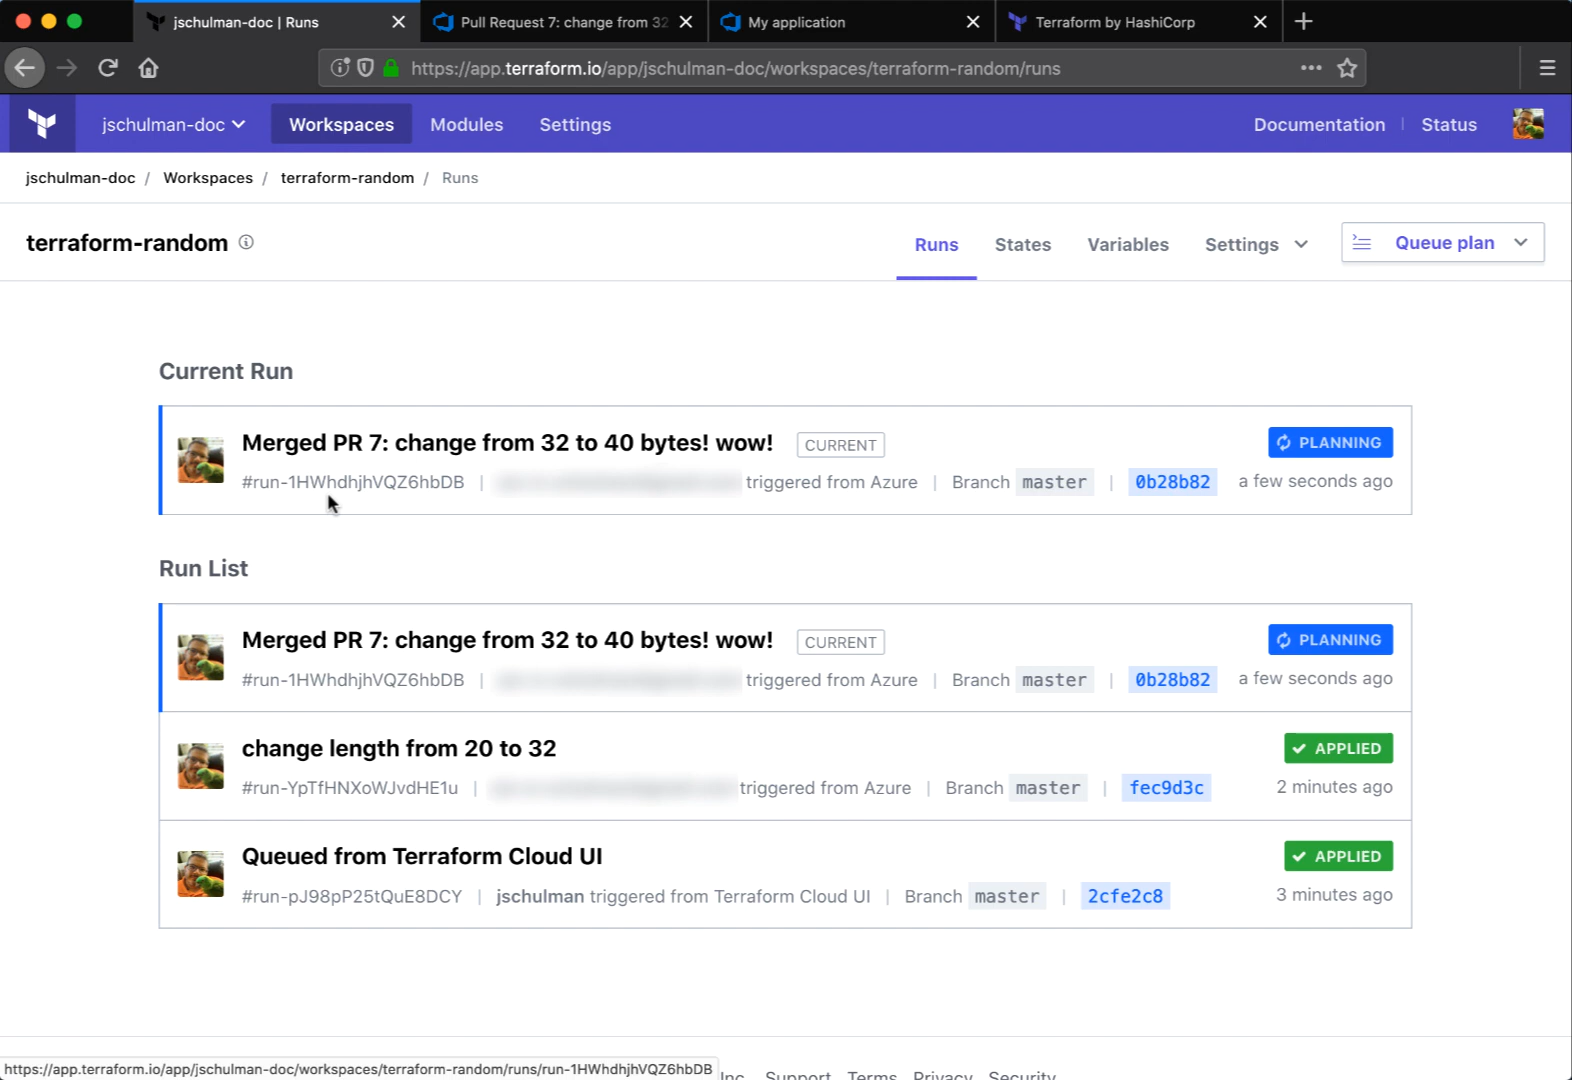 jschulman-doc | Runs
Pull Request 7: change from 32
My application
Terraform by HashiCorp
https://app.terraform.io/app/jschulman-doc/workspaces/terraform-random/runs
jschulman-doc Workspaces Modules Settings Documentation | Status
jschulman-doc / Workspaces / terraform-random / Runs
terraform-random
Runs States Variables Settings Queue plan
Current Run
Merged PR 7: change from 32 to 40 bytes! wow! CURRENT PLANNING
#run-1HWhdhjhVQZ6hbDB | triggered from Azure | Branch master | 0b28b82 a few seconds ago
Run List
Merged PR 7: change from 32 to 40 bytes! wow! CURRENT PLANNING
#run-1HWhdhjhVQZ6hbDB | triggered from Azure | Branch master | 0b28b82 a few seconds ago
change length from 20 to 32 APPLIED
#run-YpTfHNXoWJvdHE1u | triggered from Azure | Branch master | fec9d3c 2 minutes ago
Queued from Terraform Cloud UI APPLIED
#run-pJ98pP25tQuE8DCY | jschulman triggered from Terraform Cloud UI | Branch master | 2cfe2c8 3 minutes ago
https://app.terraform.io/app/jschulman-doc/workspaces/terraform-random/runs/run-1HWhdhjhVQZ6hbDB Inc. Support Terms Privacy Security